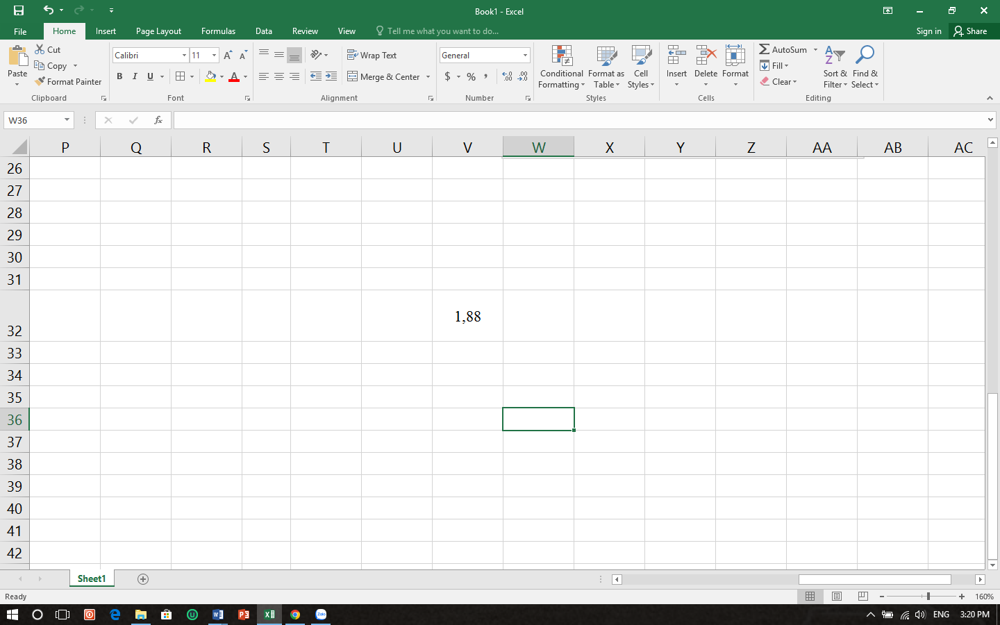 Book1 - Excel
File Home Insert Page Layout Formulas Data Review View Tell me what you want to do... Sign in Share
Paste Cut Copy Format Painter Clipboard
Calibri 11 A A B I U A Font
Wrap Text Merge & Center Alignment
General $ % , Number
Conditional Formatting Format as Table Cell Styles Styles
Insert Delete Format Cells
AutoSum Fill Clear Sort & Filter Find & Select Editing
W36 fx
P Q R S T U V W X Y Z AA AB AC
26
27
28
29
30
31
32 1,88
33
34
35
36
37
38
39
40
41
42
Sheet1
Ready 160%
ENG 3:20 PM